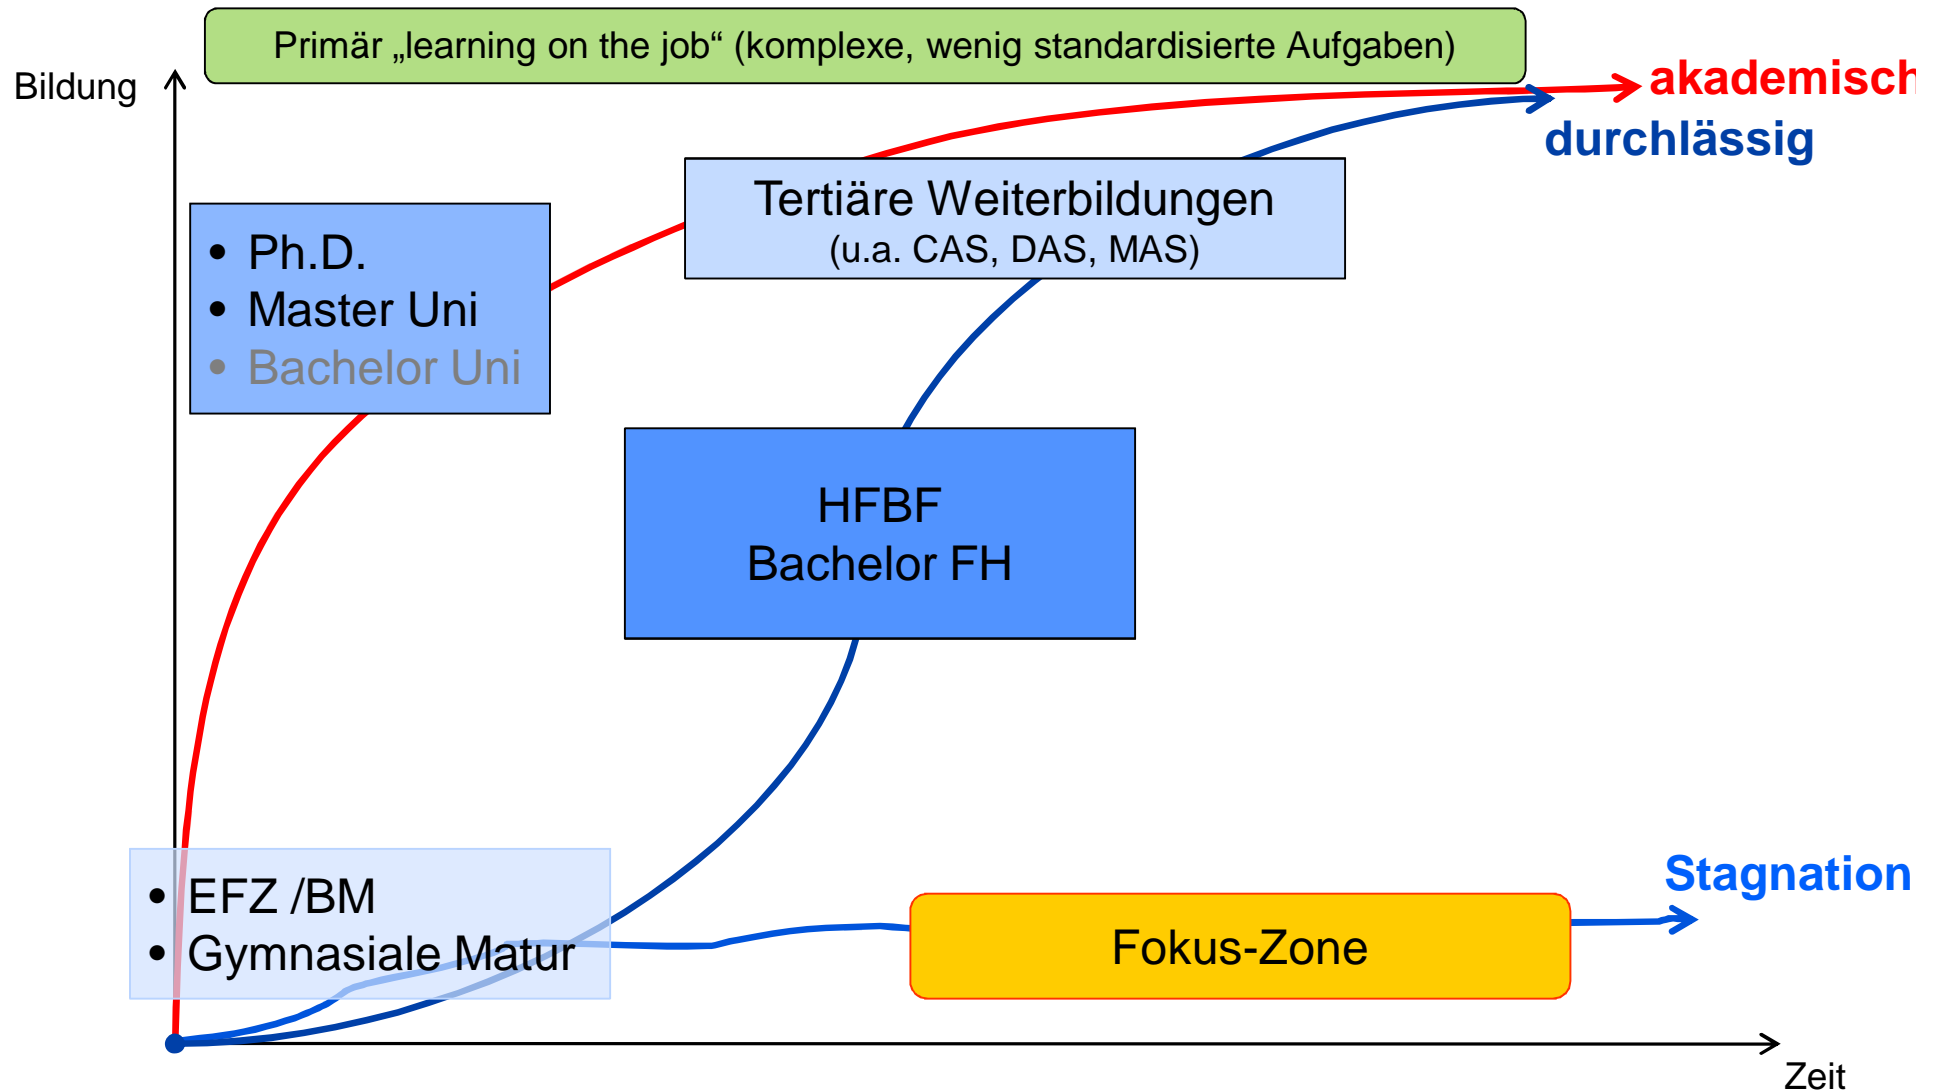 Primär „learning on the job“ (komplexe, wenig standardisierte Aufgaben)
Bildung
akademisch
durchlässig
Tertiäre Weiterbildungen
(u.a. CAS, DAS, MAS)
• Ph.D.
• Master Uni
• Bachelor Uni
HFBF
Bachelor FH
• EFZ /BM
• Gymnasiale Matur
Stagnation
Fokus-Zone
Zeit